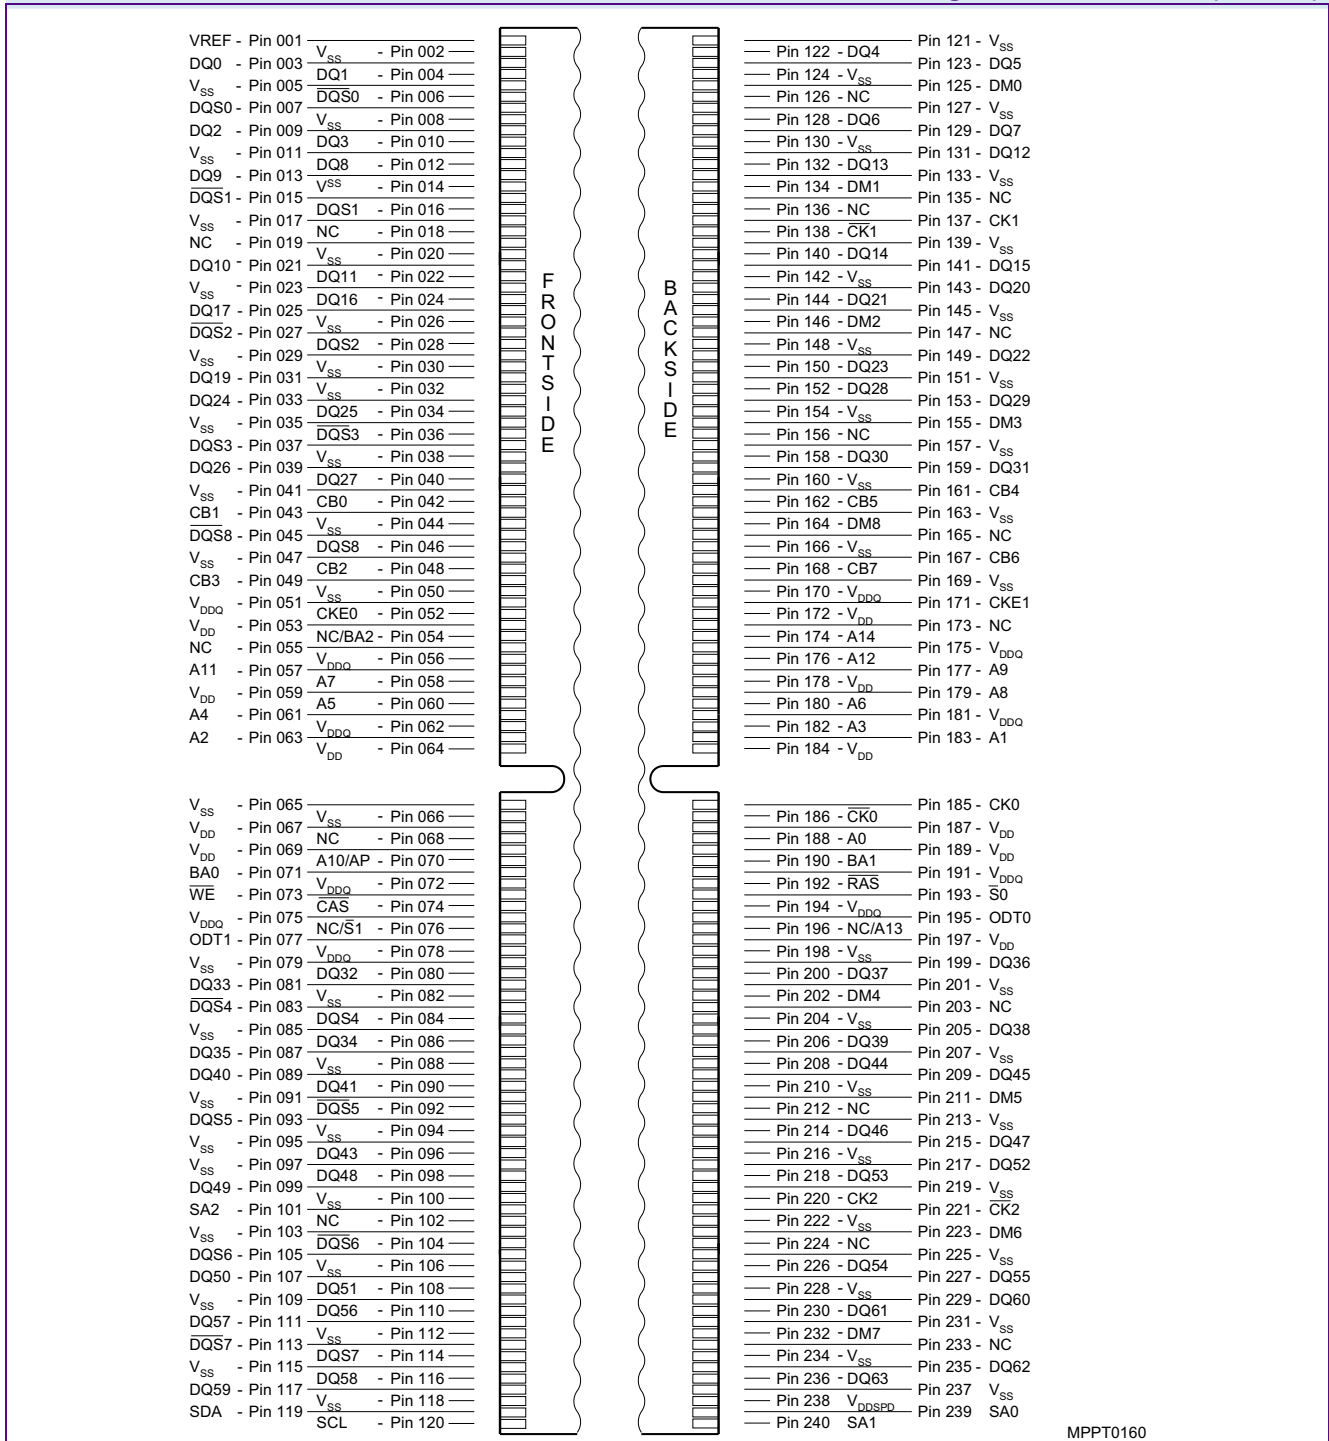 VREF - Pin 001
VSS - Pin 002
DQ0 - Pin 003
DQ1 - Pin 004
VSS - Pin 005
DQS0 - Pin 006
DQS0 - Pin 007
VSS - Pin 008
DQ2 - Pin 009
DQ3 - Pin 010
VSS - Pin 011
DQ8 - Pin 012
DQ9 - Pin 013
VSS - Pin 014
DQS1 - Pin 015
DQS1 - Pin 016
VSS - Pin 017
NC - Pin 018
NC - Pin 019
VSS - Pin 020
DQ10 - Pin 021
DQ11 - Pin 022
VSS - Pin 023
DQ16 - Pin 024
DQ17 - Pin 025
VSS - Pin 026
DQS2 - Pin 027
DQS2 - Pin 028
VSS - Pin 029
VSS - Pin 030
DQ19 - Pin 031
VSS - Pin 032
DQ24 - Pin 033
DQ25 - Pin 034
VSS - Pin 035
DQS3 - Pin 036
DQS3 - Pin 037
VSS - Pin 038
DQ26 - Pin 039
DQ27 - Pin 040
VSS - Pin 041
CB0 - Pin 042
CB1 - Pin 043
VSS - Pin 044
DQS8 - Pin 045
DQS8 - Pin 046
VSS - Pin 047
CB2 - Pin 048
CB3 - Pin 049
VSS - Pin 050
VDDQ - Pin 051
CKE0 - Pin 052
VDD - Pin 053
NC/BA2 - Pin 054
NC - Pin 055
VDDQ - Pin 056
A11 - Pin 057
A7 - Pin 058
VDD - Pin 059
A5 - Pin 060
A4 - Pin 061
VDDQ - Pin 062
A2 - Pin 063
VDD - Pin 064
VSS - Pin 065
VSS - Pin 066
VDD - Pin 067
NC - Pin 068
VDD - Pin 069
A10/AP - Pin 070
BA0 - Pin 071
VDDQ - Pin 072
WE - Pin 073
CAS - Pin 074
VDDQ - Pin 075
NC/S1 - Pin 076
ODT1 - Pin 077
VDDQ - Pin 078
VSS - Pin 079
DQ32 - Pin 080
DQ33 - Pin 081
VSS - Pin 082
DQS4 - Pin 083
DQS4 - Pin 084
VSS - Pin 085
DQ34 - Pin 086
DQ35 - Pin 087
VSS - Pin 088
DQ40 - Pin 089
DQ41 - Pin 090
VSS - Pin 091
DQS5 - Pin 092
DQS5 - Pin 093
VSS - Pin 094
VSS - Pin 095
DQ43 - Pin 096
VSS - Pin 097
DQ48 - Pin 098
DQ49 - Pin 099
VSS - Pin 100
SA2 - Pin 101
NC - Pin 102
VSS - Pin 103
DQS6 - Pin 104
DQS6 - Pin 105
VSS - Pin 106
DQ50 - Pin 107
DQ51 - Pin 108
VSS - Pin 109
DQ56 - Pin 110
DQ57 - Pin 111
VSS - Pin 112
DQS7 - Pin 113
DQS7 - Pin 114
VSS - Pin 115
DQ58 - Pin 116
DQ59 - Pin 117
VSS - Pin 118
SDA - Pin 119
SCL - Pin 120
FRONTSIDE
BACKSIDE
Pin 121 - VSS
Pin 122 - DQ4
Pin 123 - DQ5
Pin 124 - VSS
Pin 125 - DM0
Pin 126 - NC
Pin 127 - VSS
Pin 128 - DQ6
Pin 129 - DQ7
Pin 130 - VSS
Pin 131 - DQ12
Pin 132 - DQ13
Pin 133 - VSS
Pin 134 - DM1
Pin 135 - NC
Pin 136 - NC
Pin 137 - CK1
Pin 138 - CK1
Pin 139 - VSS
Pin 140 - DQ14
Pin 141 - DQ15
Pin 142 - VSS
Pin 143 - DQ20
Pin 144 - DQ21
Pin 145 - VSS
Pin 146 - DM2
Pin 147 - NC
Pin 148 - VSS
Pin 149 - DQ22
Pin 150 - DQ23
Pin 151 - VSS
Pin 152 - DQ28
Pin 153 - DQ29
Pin 154 - VSS
Pin 155 - DM3
Pin 156 - NC
Pin 157 - VSS
Pin 158 - DQ30
Pin 159 - DQ31
Pin 160 - VSS
Pin 161 - CB4
Pin 162 - CB5
Pin 163 - VSS
Pin 164 - DM8
Pin 165 - NC
Pin 166 - VSS
Pin 167 - CB6
Pin 168 - CB7
Pin 169 - VSS
Pin 170 - VDDQ
Pin 171 - CKE1
Pin 172 - VDD
Pin 173 - NC
Pin 174 - A14
Pin 175 - VDDQ
Pin 176 - A12
Pin 177 - A9
Pin 178 - VDD
Pin 179 - A8
Pin 180 - A6
Pin 181 - VDDQ
Pin 182 - A3
Pin 183 - A1
Pin 184 - VDD
Pin 185 - CK0
Pin 186 - CK0
Pin 187 - VDD
Pin 188 - A0
Pin 189 - VDD
Pin 190 - BA1
Pin 191 - VDDQ
Pin 192 - RAS
Pin 193 - S0
Pin 194 - VDDQ
Pin 195 - ODT0
Pin 196 - NC/A13
Pin 197 - VDD
Pin 198 - VSS
Pin 199 - DQ36
Pin 200 - DQ37
Pin 201 - VSS
Pin 202 - DM4
Pin 203 - NC
Pin 204 - VSS
Pin 205 - DQ38
Pin 206 - DQ39
Pin 207 - VSS
Pin 208 - DQ44
Pin 209 - DQ45
Pin 210 - VSS
Pin 211 - DM5
Pin 212 - NC
Pin 213 - VSS
Pin 214 - DQ46
Pin 215 - DQ47
Pin 216 - VSS
Pin 217 - DQ52
Pin 218 - DQ53
Pin 219 - VSS
Pin 220 - CK2
Pin 221 - CK2
Pin 222 - VSS
Pin 223 - DM6
Pin 224 - NC
Pin 225 - VSS
Pin 226 - DQ54
Pin 227 - DQ55
Pin 228 - VSS
Pin 229 - DQ60
Pin 230 - DQ61
Pin 231 - VSS
Pin 232 - DM7
Pin 233 - NC
Pin 234 - VSS
Pin 235 - DQ62
Pin 236 - DQ63
Pin 237 VSS
Pin 238 VDDSPD
Pin 239 SA0
Pin 240 SA1
MPPT0160